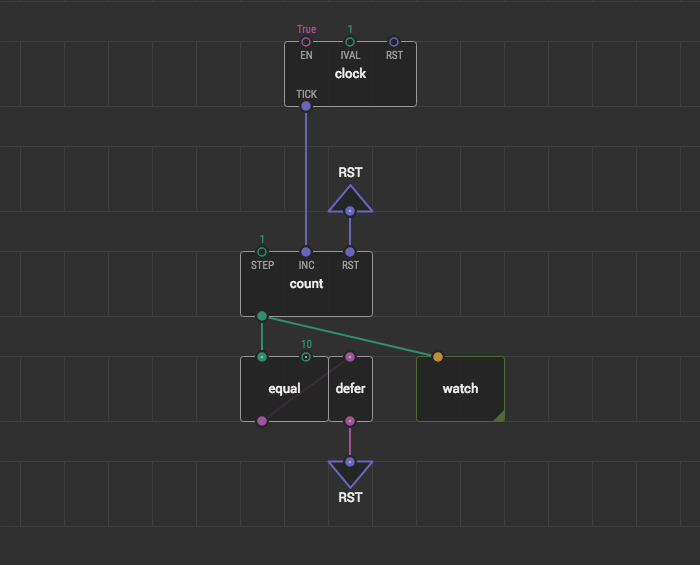 True 1
EN IVAL RST
clock
TICK
RST
1
STEP INC RST
count
10
equal defer watch
RST